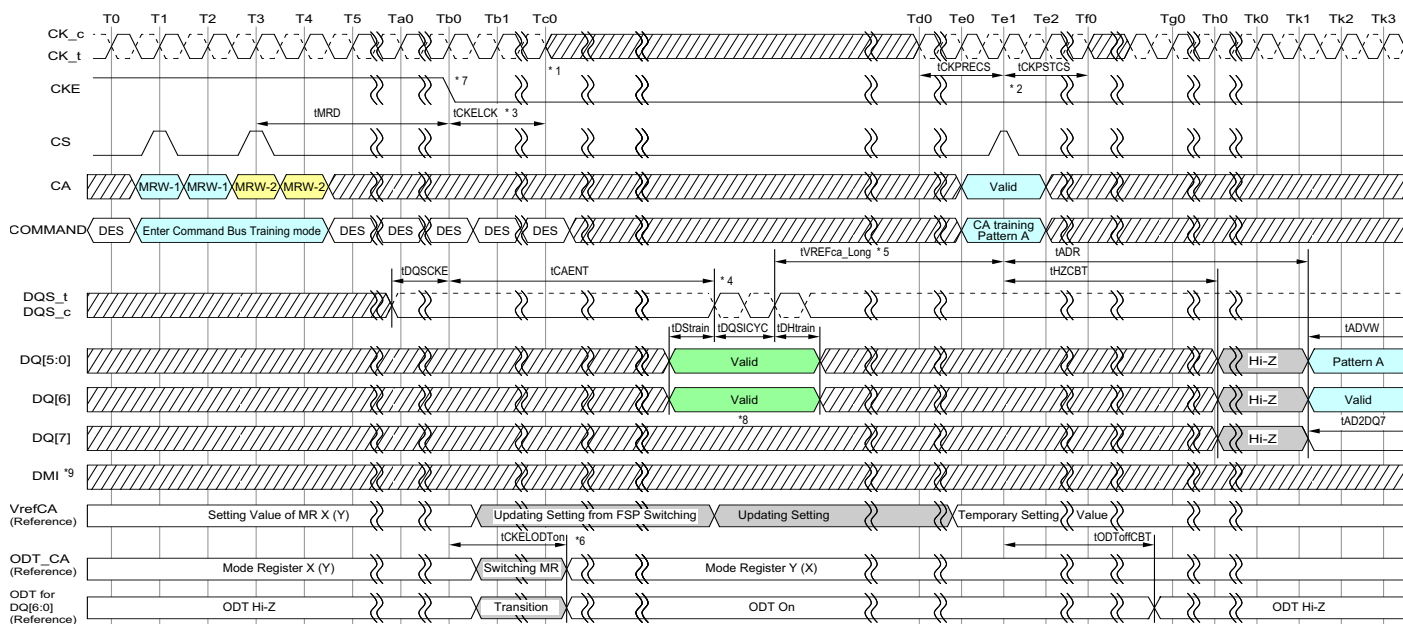 T0 T1 T2 T3 T4 T5 Ta0 Tb0 Tb1 Tc0 Td0 Te0 Te1 Te2 Tf0 Tg0 Th0 Tk0 Tk1 Tk2 Tk3
CK_c
CK_t
* 1
tCKPRECS tCKPSTCS
CKE
* 7
* 2
tMRD tCKELCK * 3
CS
CA MRW-1 MRW-1 MRW-2 MRW-2 Valid
COMMAND DES Enter Command Bus Training mode DES DES DES DES DES CA training
Pattern A
tVREFca_Long * 5 tADR
tDQSCKE tCAENT * 4 tHZCBT
DQS_t
DQS_c
tDStrain tDQSICYC tDHtrain tADVW
DQ[5:0] Valid Hi-Z Pattern A
DQ[6] Valid Hi-Z Valid
*8 tAD2DQ7
DQ[7] Hi-Z
DMI *9
VrefCA
(Reference)
Setting Value of MR X (Y) Updating Setting from FSP Switching Updating Setting Temporary Setting Value
tCKELODTon *6 tODToffCBT
ODT_CA
(Reference)
Mode Register X (Y) Switching MR Mode Register Y (X)
ODT for
DQ[6:0]
(Reference)
ODT Hi-Z Transition ODT On ODT Hi-Z